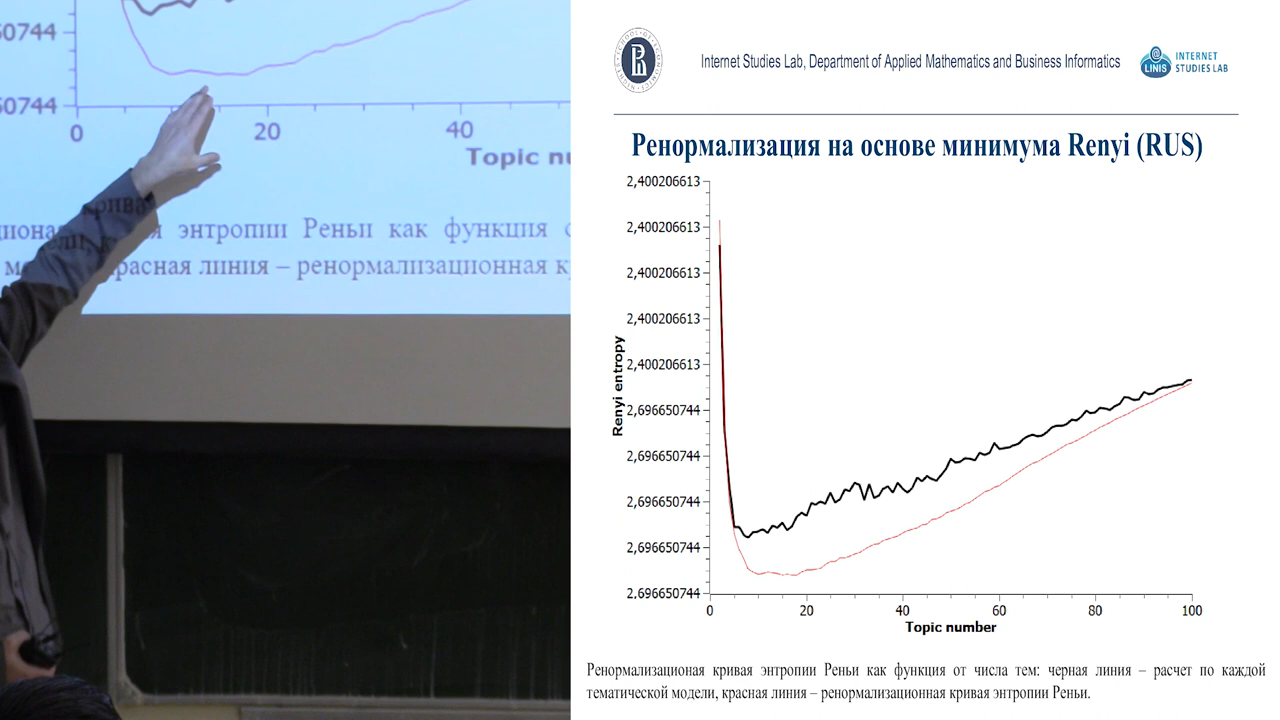 50744
50744
0
20
40
Topic nu
крива
энтропии Реньи как функция
красная линия – ренормализационная к
Internet Studies Lab, Department of Applied Mathematics and Business Informatics
LINIS
INTERNET
STUDIES LAB
Ренормализация на основе минимума Renyi (RUS)
2,400206613
2,400206613
2,400206613
2,400206613
2,400206613
2,696650744
2,696650744
2,696650744
2,696650744
2,696650744
Renyi entropy
0
20
40
60
80
100
Topic number
Ренормализационая кривая энтропии Реньи как функция от числа тем: черная линия – расчет по каждой
тематической модели, красная линия – ренормализационная кривая энтропии Реньи.